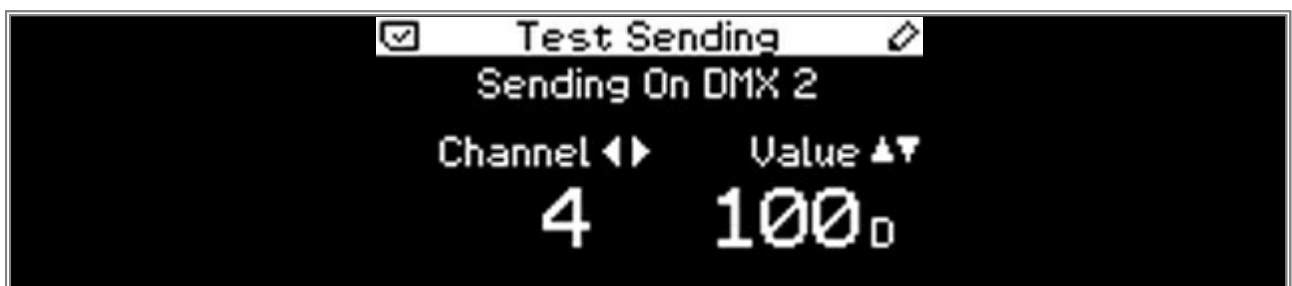 Test Sending
Sending On DMX 2
Channel Value
4 100D